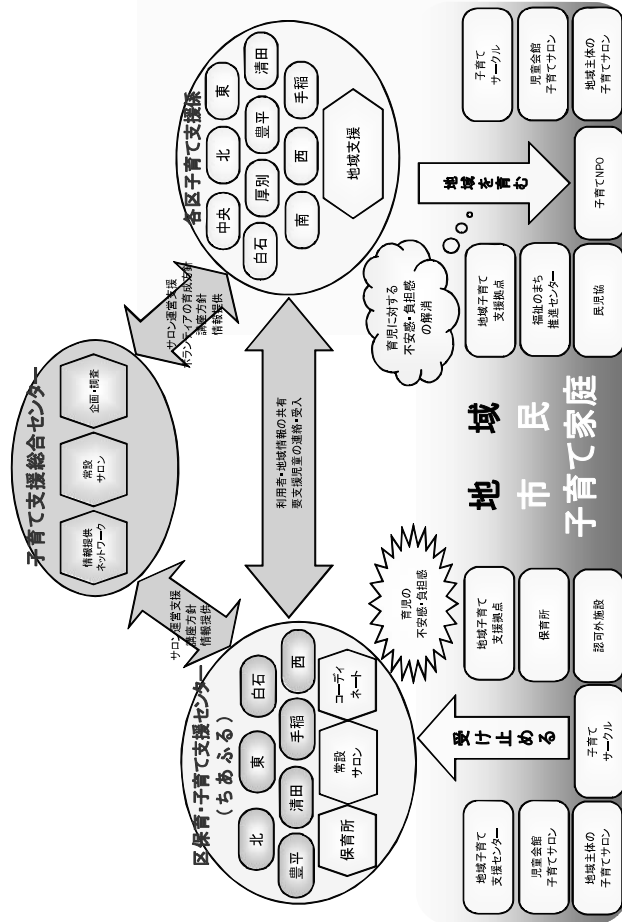 子育て支援総合センター
情報提供
ネットワーク
常設
サロン
企画・調査
サロン運営支援
講座方針
情報提供
サロン運営支援
ボランティアの育成方針
講座方針
情報提供
区保育・子育て支援センター
（ちあふる）
北
東
白石
豊平
清田
手稲
西
保育所
常設
サロン
コーディ
ネート
利用者・地域情報の共有
要支援児童の連絡・受入
各区子育て支援係
中央
北
東
白石
厚別
豊平
清田
南
西
手稲
地域支援
受け止める
育児の
不安感・負担感
育児に対する
不安感・負担感
の解消
地域を育む
地域
市民
子育て家庭
地域子育て
支援センター
児童会館
子育てサロン
地域主体の
子育てサロン
子育て
サークル
地域子育て
支援拠点
保育所
認可外施設
地域子育て
支援拠点
福祉のまち
推進センター
民児協
子育てNPO
子育て
サークル
児童会館
子育てサロン
地域主体の
子育てサロン